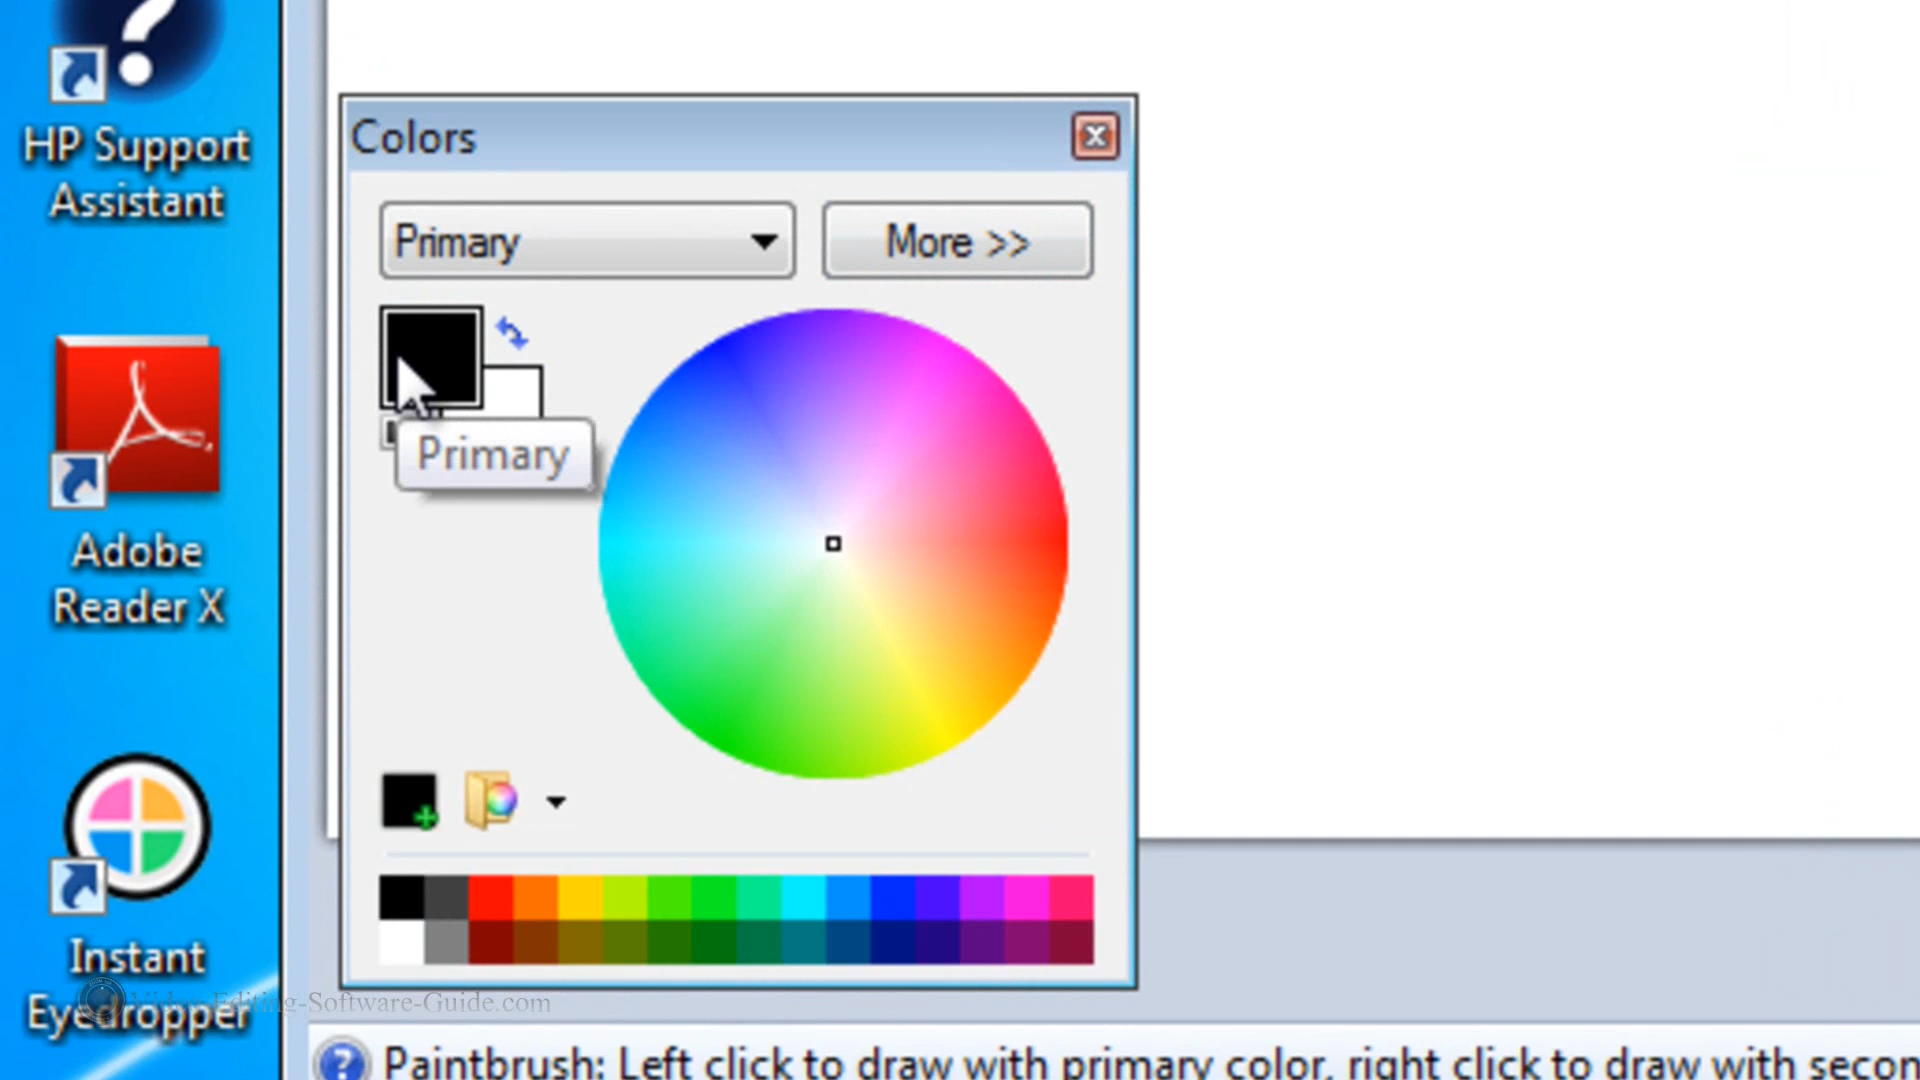 HP Support
Assistant
Colors
Primary
More >>
Primary
Adobe
Reader X
Instant
Eyedropper
Video-Editing-Software-Guide.com
Paintbrush: Left click to draw with primary color, right click to draw with secon